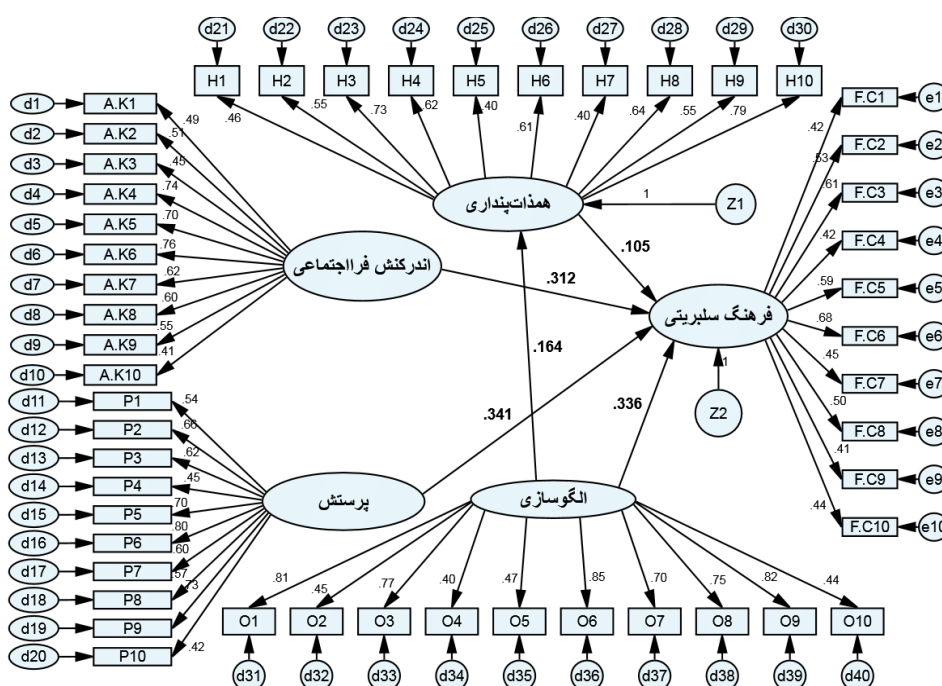 d21 d22 d23 d24 d25 d26 d27 d28 d29 d30
H1 H2 H3 H4 H5 H6 H7 H8 H9 H10
.46 .55 .73 .62 .40 .61 .40 .64 .55 .79
d1 A.K1 .49
d2 A.K2 .51
d3 A.K3 .45
d4 A.K4 .74
d5 A.K5 .70
d6 A.K6 .76
d7 A.K7 .62
d8 A.K8 .60
d9 A.K9 .55
d10 A.K10 .41
همذات‌پنداری
1 Z1
اندرکنش فرااجتماعی
.105
.312
فرهنگ سلبریتی
.164
1
Z2
.341
.336
F.C1 e1 .42
F.C2 e2 .53
F.C3 e3 .61
F.C4 e4 .42
F.C5 e5 .59
F.C6 e6 .68
F.C7 e7 .45
F.C8 e8 .50
F.C9 e9 .41
F.C10 e10 .44
d11 P1 .54
d12 P2 .66
d13 P3 .62
d14 P4 .45
d15 P5 .70
d16 P6 .80
d17 P7 .60
d18 P8 .57
d19 P9 .73
d20 P10 .42
پرستش
الگوسازی
.81 .45 .77 .40 .47 .85 .70 .75 .82 .44
O1 O2 O3 O4 O5 O6 O7 O8 O9 O10
d31 d32 d33 d34 d35 d36 d37 d38 d39 d40